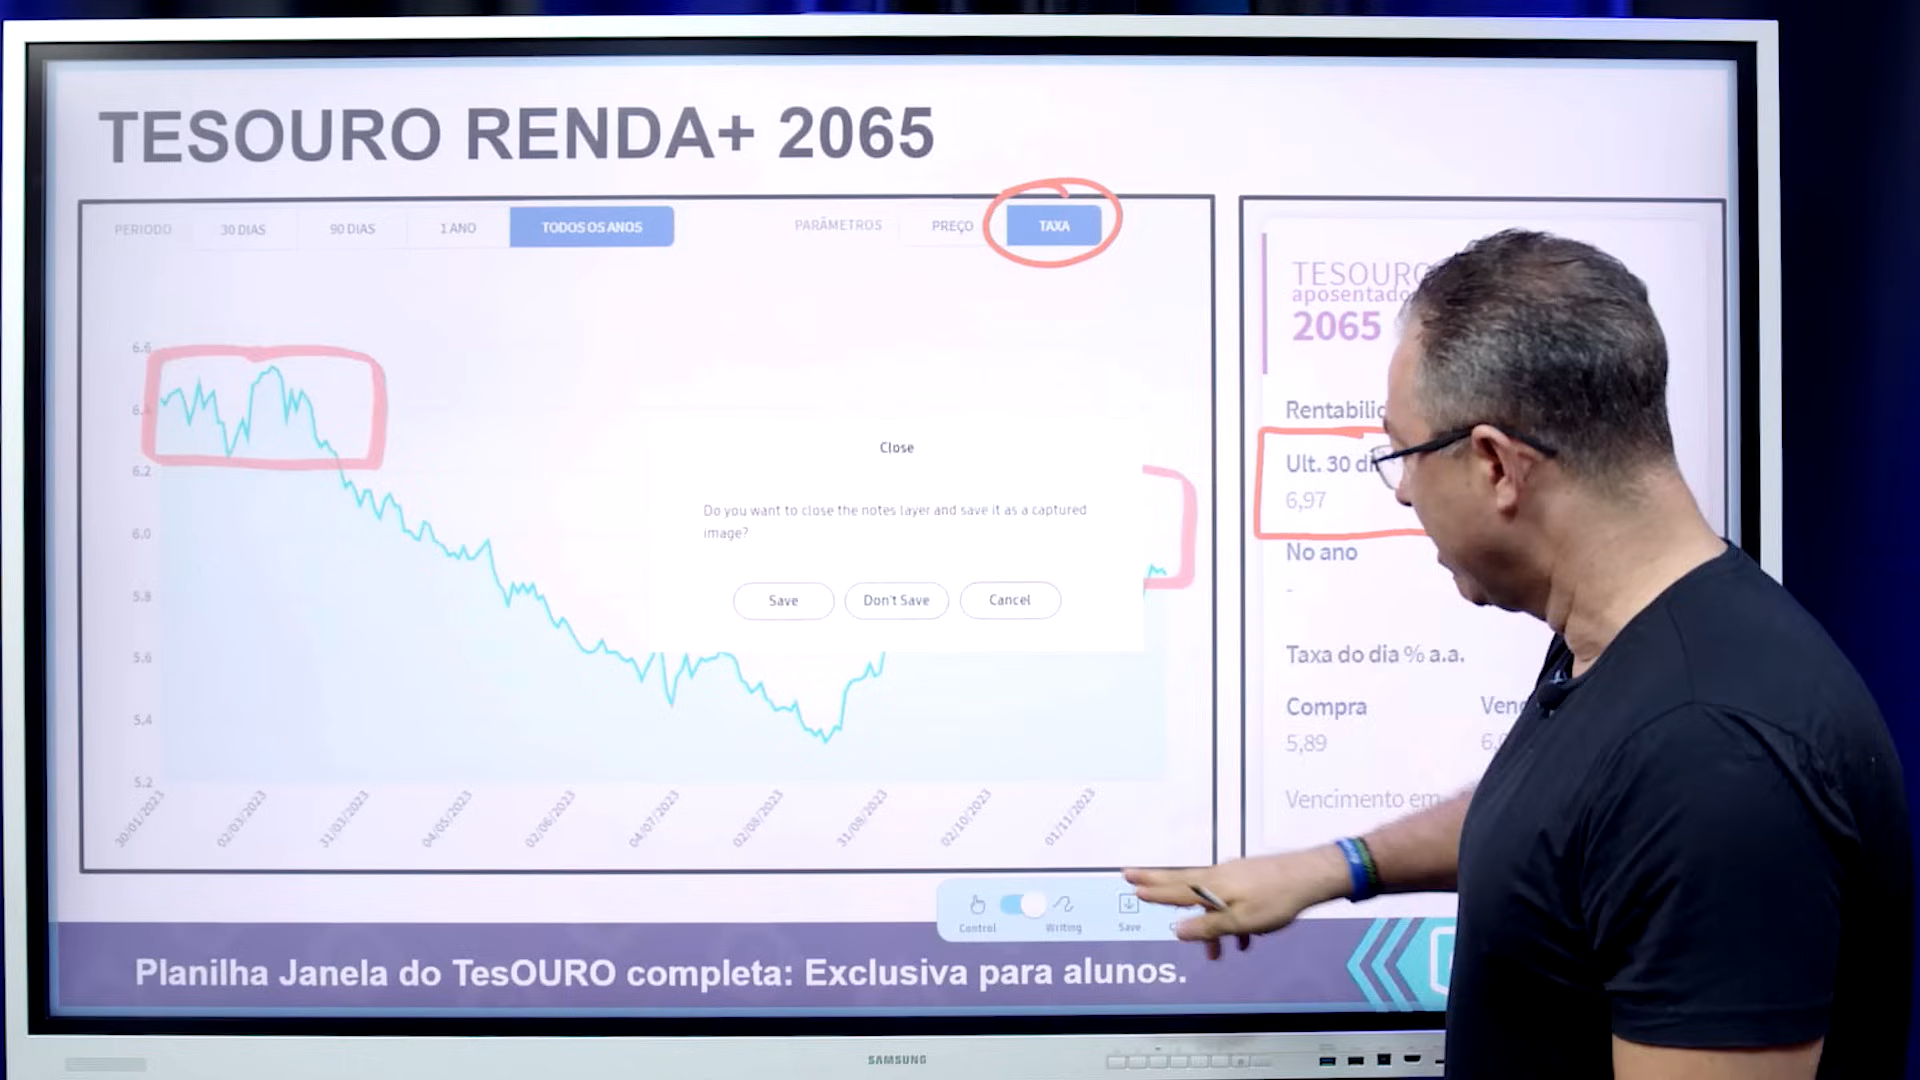 TESOURO RENDA+ 2065
PERIODO 30 DIAS 90 DIAS 1 ANO TODOS OS ANOS PARÂMETROS PREÇO TAXA
6.6
6.2
6.0
5.8
5.6
5.4
5.2
30/01/2023 02/03/2023 31/03/2023 04/05/2023 02/06/2023 04/07/2023 02/08/2023 31/08/2023 02/10/2023 01/11/2023
Close
Do you want to close the notes layer and save it as a captured
image?
Save Don't Save Cancel
TESOURO
aposentado
2065
Ult. 30
6,97
No ano
-
Taxa do dia % a.a.
Compra
5,89
Vencimento em
Control Writing Save
Planilha Janela do TesOURO completa: Exclusiva para alunos.
SAMSUNG